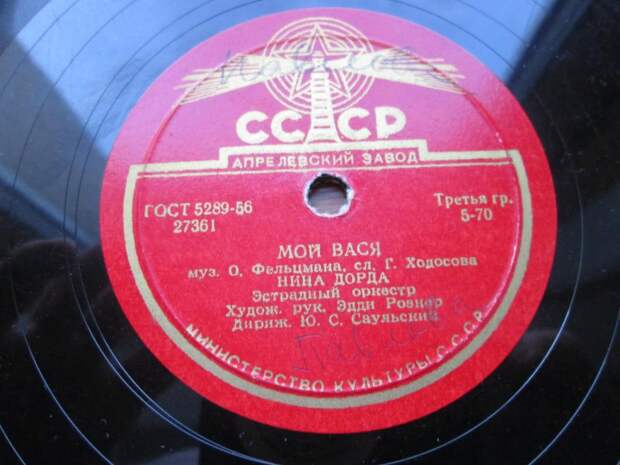 СССР
АПРЕЛЕВСКИЙ ЗАВОД
ГОСТ 5289-56
27361
Третья гр.
5-70
МОЙ ВАСЯ
муз. О. Фельцмана, сл. Г. Ходосова
НИНА ДОРДА
Эстрадный оркестр
Худож. рук. Эдди Рознер
Дириж. Ю. С. Саульский
МИНИСТЕРСТВО КУЛЬТУРЫ СССР